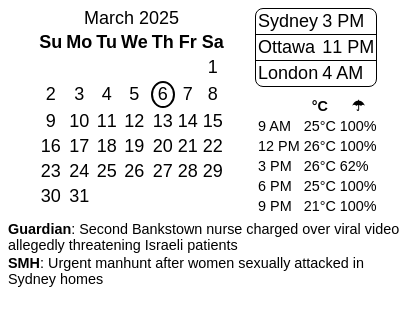 March 2025
Su Mo Tu We Th Fr Sa
1
2 3 4 5 6 7 8
9 10 11 12 13 14 15
16 17 18 19 20 21 22
23 24 25 26 27 28 29
30 31
Sydney 3 PM
Ottawa 11 PM
London 4 AM
°C ☂
9 AM 25°C 100%
12 PM 26°C 100%
3 PM 26°C 62%
6 PM 25°C 100%
9 PM 21°C 100%
Guardian: Second Bankstown nurse charged over viral video
allegedly threatening Israeli patients
SMH: Urgent manhunt after women sexually attacked in
Sydney homes